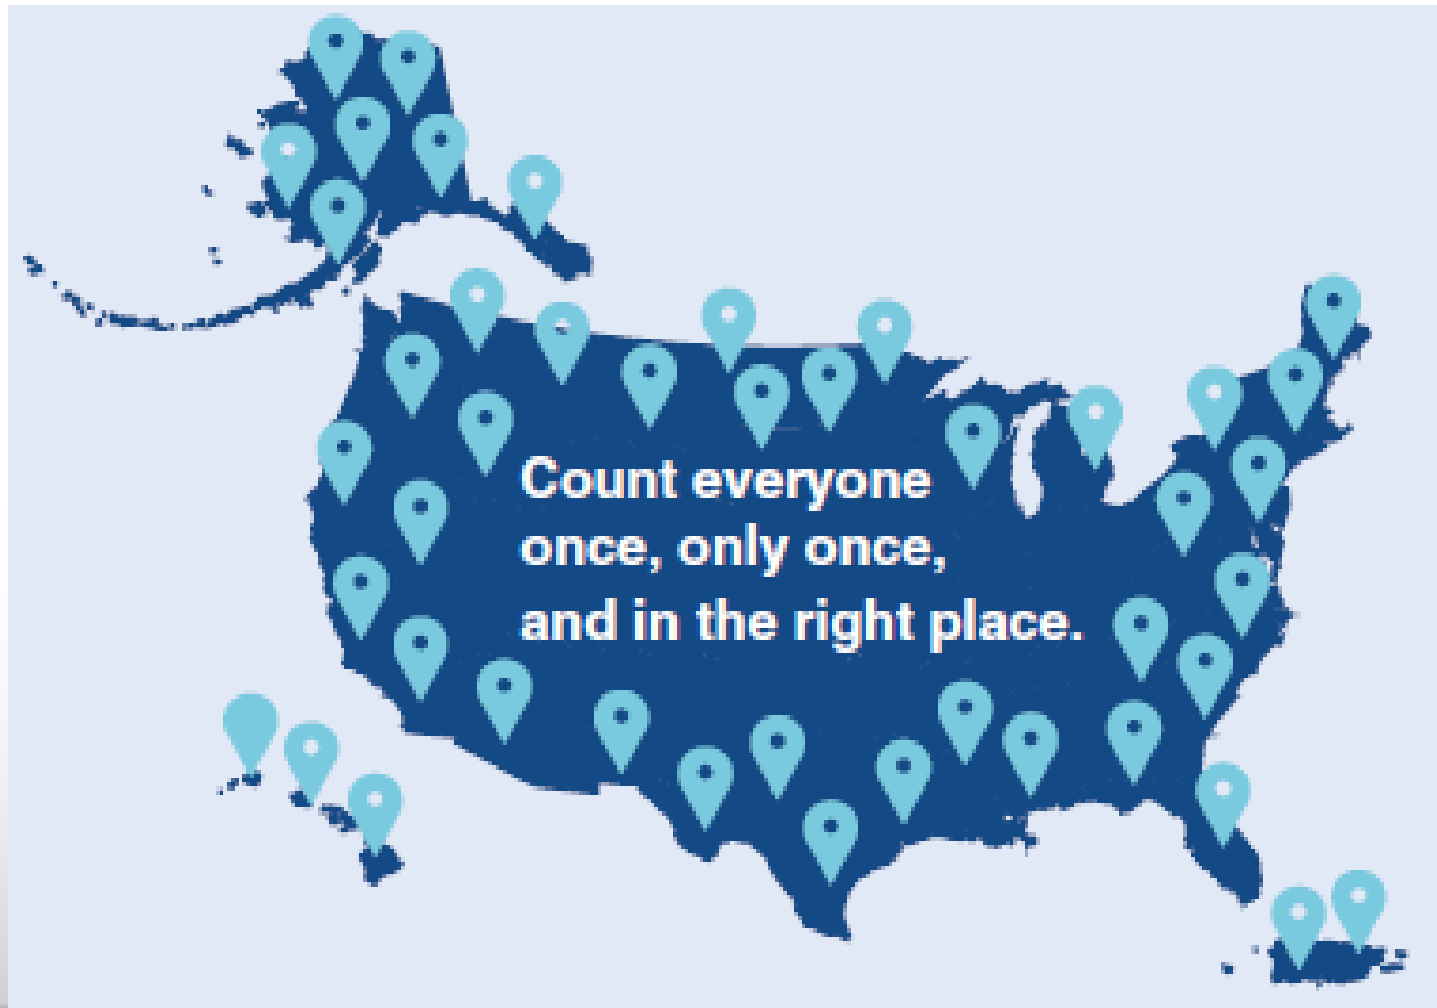 Count everyone
once, only once,
and in the right place.